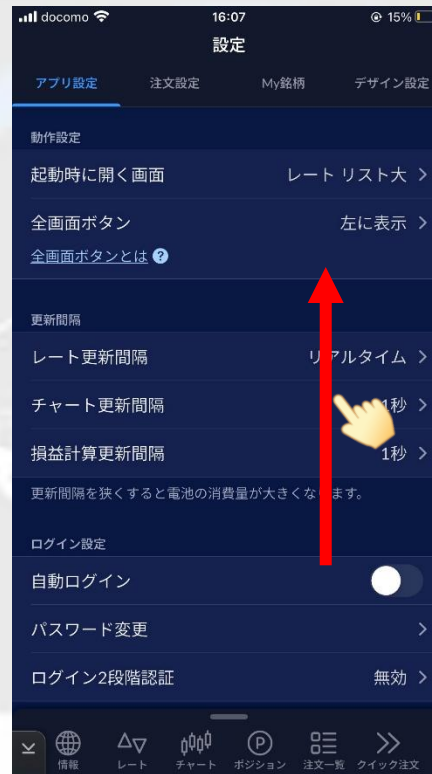 docomo 16:07 15%
設定
アプリ設定 注文設定 My銘柄 デザイン設定
動作設定
起動時に開く画面 レート リスト大
全画面ボタン 左に表示
全画面ボタンとは ?
更新間隔
レート更新間隔 リアルタイム
チャート更新間隔 1秒
損益計算更新間隔 1秒
更新間隔を狭くすると電池の消費量が大きくなります。
ログイン設定
自動ログイン
パスワード変更
ログイン2段階認証 無効
情報 レート チャート P ポジション 注文一覧 クイック注文